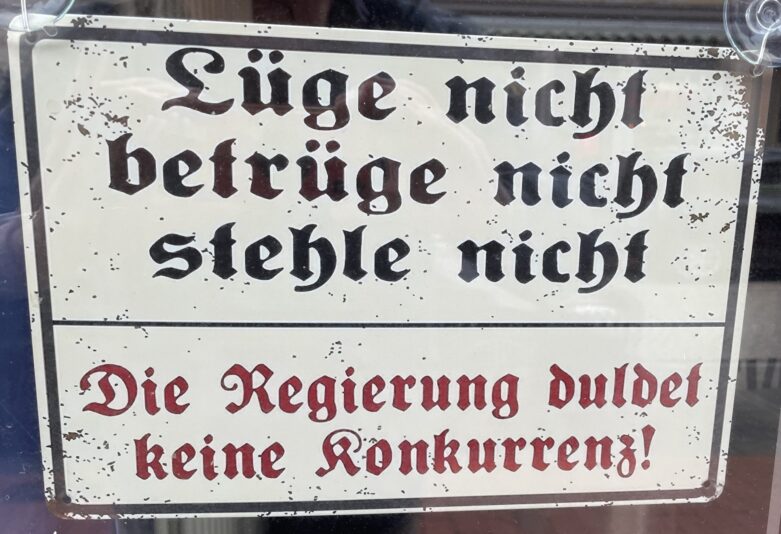 Lüge nicht
betrüge nicht
stehle nicht
Die Regierung duldet
keine Konkurrenz!